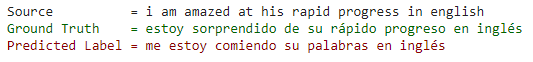 Source = i am amazed at his rapid progress in english
Ground Truth = estoy sorprendido de su rápido progreso en inglés
Predicted Label = me estoy comiendo su palabras en inglés